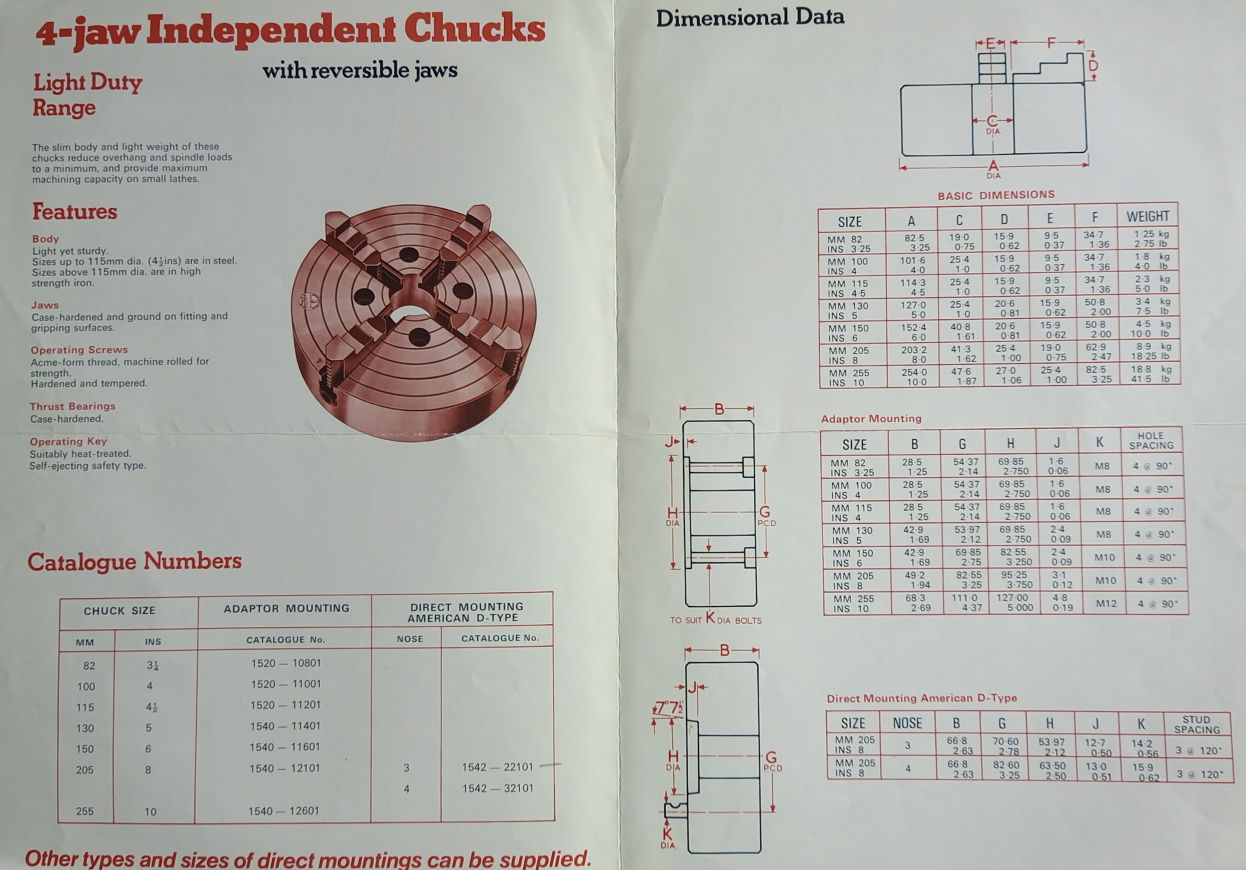 4-jaw Independent Chucks
with reversible jaws
Light Duty
Range
The slim body and light weight of these
chucks reduce overhang and spindle loads
to a minimum, and provide maximum
machining capacity on small lathes.
Features
Body
Light yet sturdy.
Sizes up to 115mm dia. (4½ins) are in steel.
Sizes above 115mm dia. are in high
strength iron.
Jaws
Case-hardened and ground on fitting and
gripping surfaces.
Operating Screws
Acme-form thread, machine rolled for
strength.
Hardened and tempered.
Thrust Bearings
Case-hardened.
Operating Key
Suitably heat-treated.
Self-ejecting safety type.
Catalogue Numbers
CHUCK SIZE ADAPTOR MOUNTING DIRECT MOUNTING
AMERICAN D-TYPE
MM INS CATALOGUE No. NOSE CATALOGUE No.
82 3¼ 1520 — 10801
100 4 1520 — 11001
115 4½ 1520 — 11201
130 5 1540 — 11401
150 6 1540 — 11601
205 8 1540 — 12101 3 1542 — 22101
4 1542 — 32101
255 10 1540 — 12601
Other types and sizes of direct mountings can be supplied.
Dimensional Data
E F
D
C
DIA.
A
DIA.
BASIC DIMENSIONS
SIZE A C D E F WEIGHT
MM 82 82·5 19·0 15·9 9·5 34·7 1·25 kg
INS 3·25 3·25 0·75 0·62 0·37 1·36 2·75 lb
MM 100 101·6 25·4 15·9 9·5 34·7 1·8 kg
INS 4 4·0 1·0 0·62 0·37 1·36 4·0 lb
MM 115 114·3 25·4 15·9 9·5 34·7 2·3 kg
INS 4·5 4·5 1·0 0·62 0·37 1·36 5·0 lb
MM 130 127·0 25·4 20·6 15·9 50·8 3·4 kg
INS 5 5·0 1·0 0·81 0·62 2·00 7·5 lb
MM 150 152·4 40·8 20·6 15·9 50·8 4·5 kg
INS 6 6·0 1·61 0·81 0·62 2·00 10·0 lb
MM 205 203·2 41·3 25·4 19·0 62·9 8·9 kg
INS 8 8·0 1·62 1·00 0·75 2·47 18·25 lb
MM 255 254·0 47·6 27·0 25·4 82·5 18·8 kg
INS 10 10·0 1·87 1·06 1·00 3·25 41·5 lb
B
J
H
DIA
G
PCD
TO SUIT K DIA BOLTS
Adaptor Mounting
SIZE B G H J K HOLE
SPACING
MM 82 28·5 54·37 69·85 1·6 M8 4 @ 90°
INS 3·25 1·25 2·14 2·750 0·06
MM 100 28·5 54·37 69·85 1·6 M8 4 @ 90°
INS 4 1·25 2·14 2·750 0·06
MM 115 28·5 54·37 69·85 1·6 M8 4 @ 90°
INS 4 1·25 2·14 2·750 0·06
MM 130 42·9 53·97 69·85 2·4 M8 4 @ 90°
INS 5 1·69 2·12 2·750 0·09
MM 150 42·9 69·85 82·55 2·4 M10 4 @ 90°
INS 6 1·69 2·75 3·250 0·09
MM 205 49·2 82·55 95·25 3·1 M10 4 @ 90°
INS 8 1·94 3·25 3·750 0·12
MM 255 68·3 111·0 127·00 4·8 M12 4 @ 90°
INS 10 2·69 4·37 5·000 0·19
B
J
H
DIA
G
PCD
K
DIA
Direct Mounting American D-Type
SIZE NOSE B G H J K STUD
SPACING
MM 205 3 66·8 70·60 53·97 12·7 14·2 3 @ 120°
INS 8 2·63 2·78 2·12 0·50 0·56
MM 205 4 66·8 82·60 63·50 13·0 15·9 3 @ 120°
INS 8 2·63 3·25 2·50 0·51 0·62